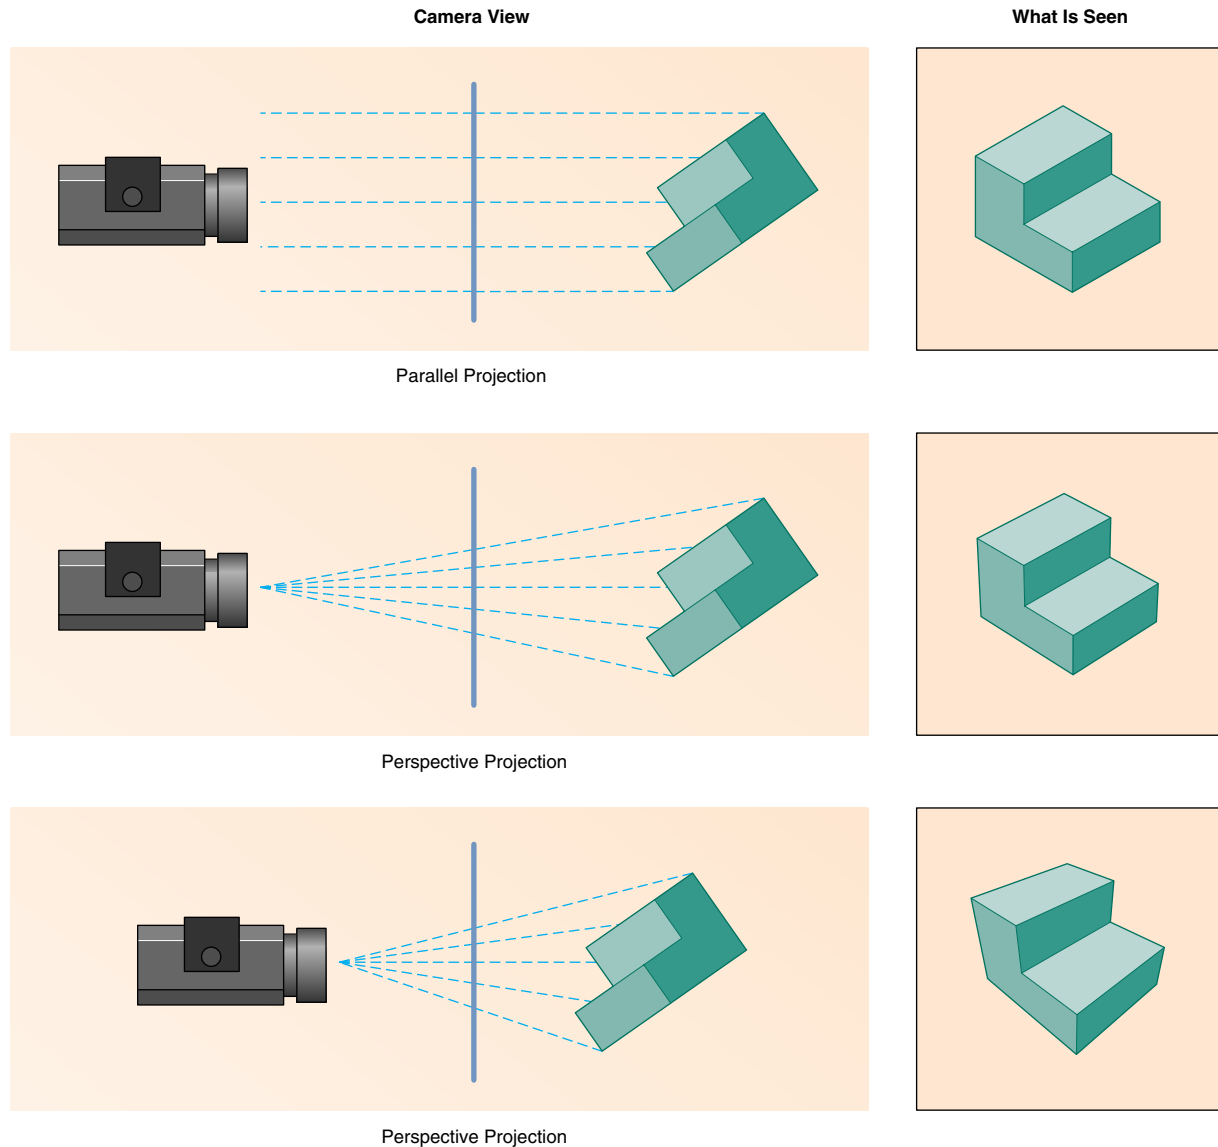 Camera View
What Is Seen
Parallel Projection
Perspective Projection
Perspective Projection